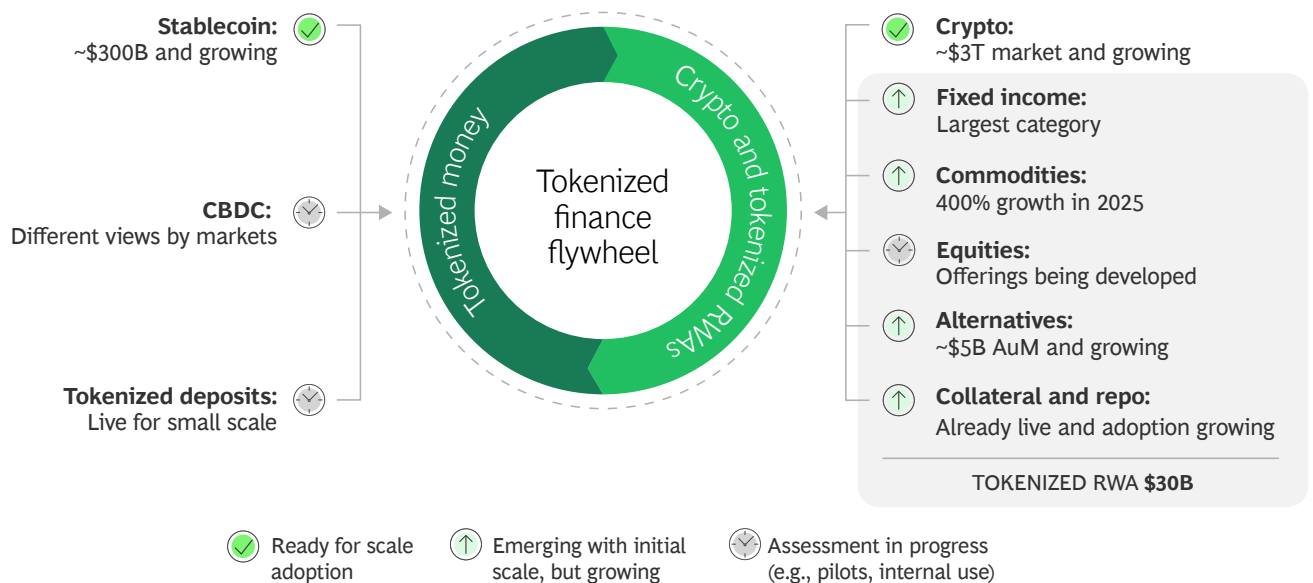 Stablecoin:
~$300B and growing
CBDC:
Different views by markets
Tokenized deposits:
Live for small scale
Tokenized money
Crypto and tokenized RWAs
Tokenized
finance
flywheel
Crypto:
~$3T market and growing
Fixed income:
Largest category
Commodities:
400% growth in 2025
Equities:
Offerings being developed
Alternatives:
~$5B AuM and growing
Collateral and repo:
Already live and adoption growing
TOKENIZED RWA $30B
Ready for scale
adoption
Emerging with initial
scale, but growing
Assessment in progress
(e.g., pilots, internal use)